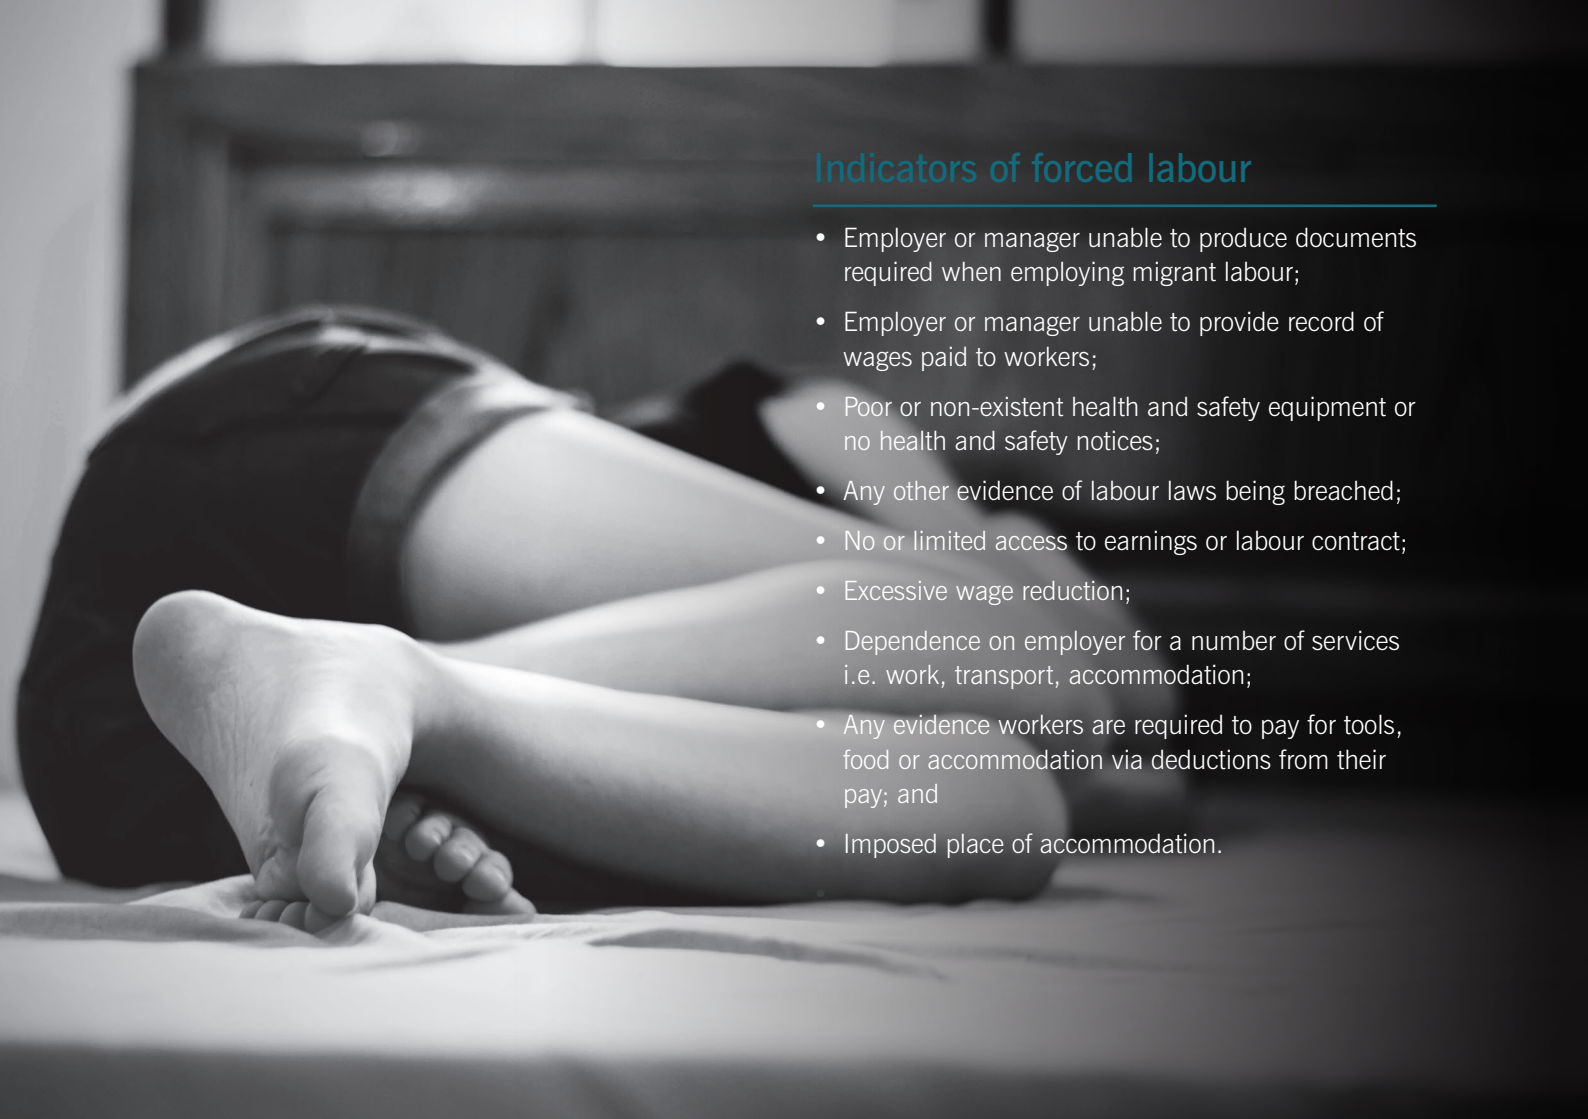 Indicators of forced labour
• Employer or manager unable to produce documents
required when employing migrant labour;
• Employer or manager unable to provide record of
wages paid to workers;
• Poor or non-existent health and safety equipment or
no health and safety notices;
• Any other evidence of labour laws being breached;
• No or limited access to earnings or labour contract;
• Excessive wage reduction;
• Dependence on employer for a number of services
i.e. work, transport, accommodation;
• Any evidence workers are required to pay for tools,
food or accommodation via deductions from their
pay; and
• Imposed place of accommodation.